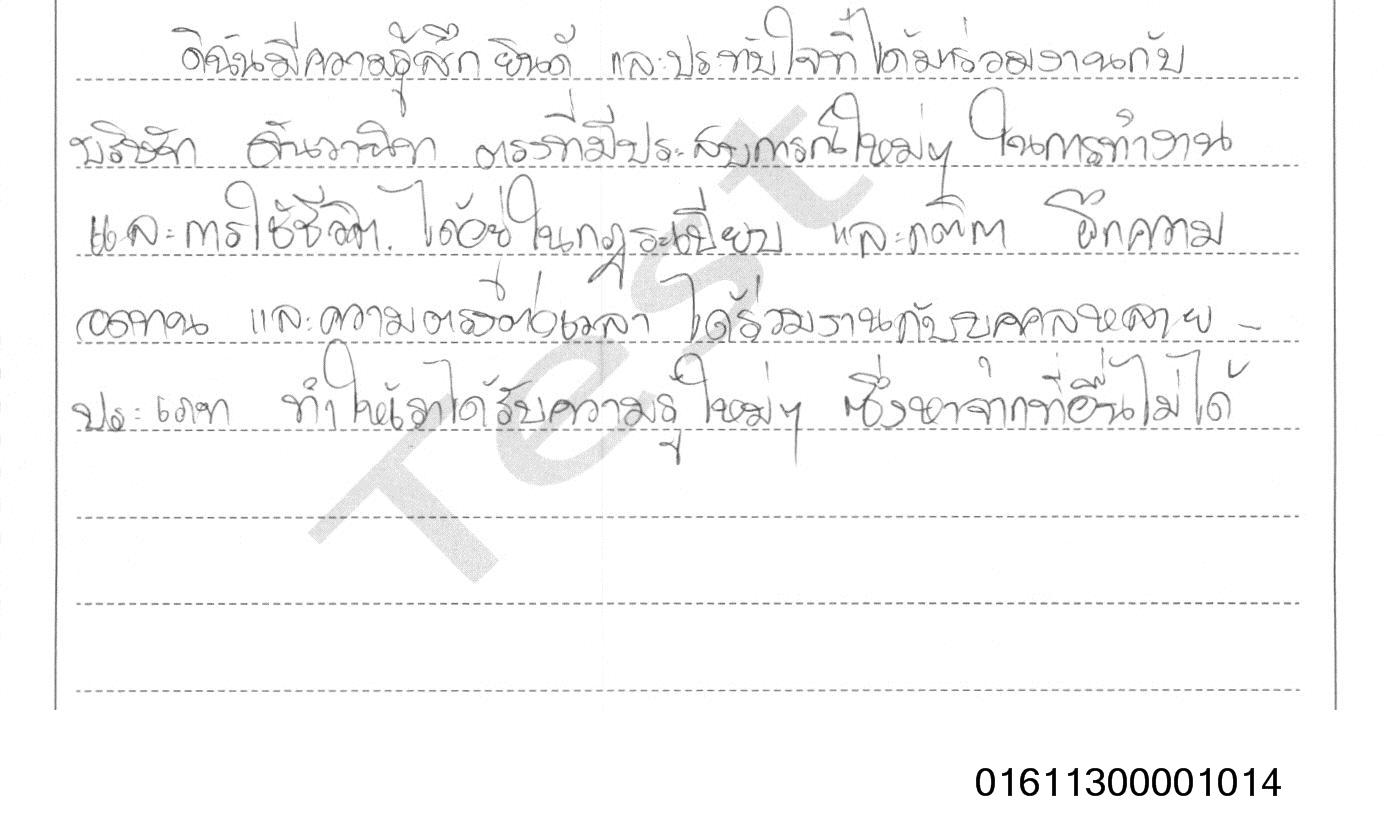 ดิฉันมีความรู้สึกยินดี และประทับใจที่ได้มาร่วมงานกับ
บริษัท จันวาณิชา ตรงที่มีประสบการณ์ใหม่ๆ ในการทำงาน
และการใช้ชีวิต. ได้อยู่ในกฎระเบียบ และกติกา ฝึกความ
อดทน และความตรงต่อเวลา ได้ร่วมงานกับบุคคลหลาย -
ประเภท ทำให้เราได้รับความรู้ใหม่ๆ ซึ่งหาจากที่อื่นไม่ได้
Test
01611300001014